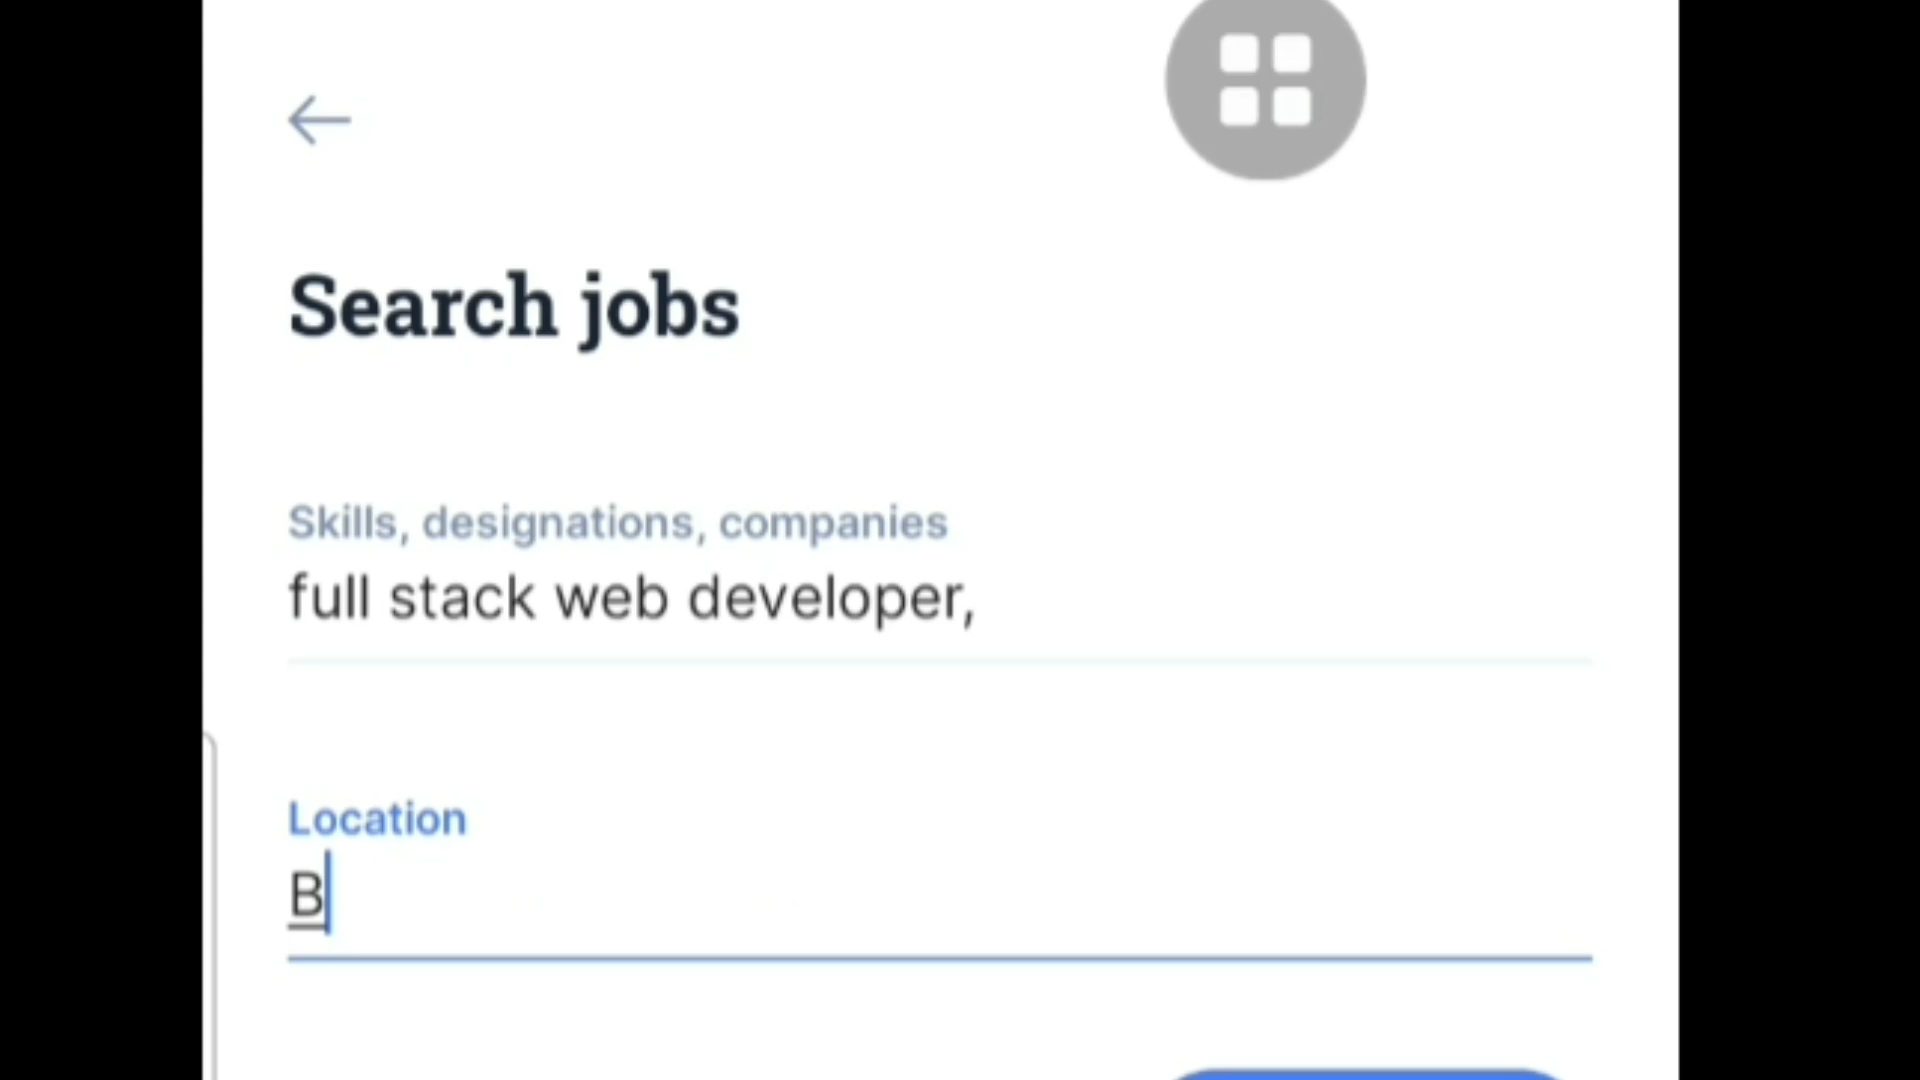 Search jobs
Skills, designations, companies
full stack web developer,
Location
B